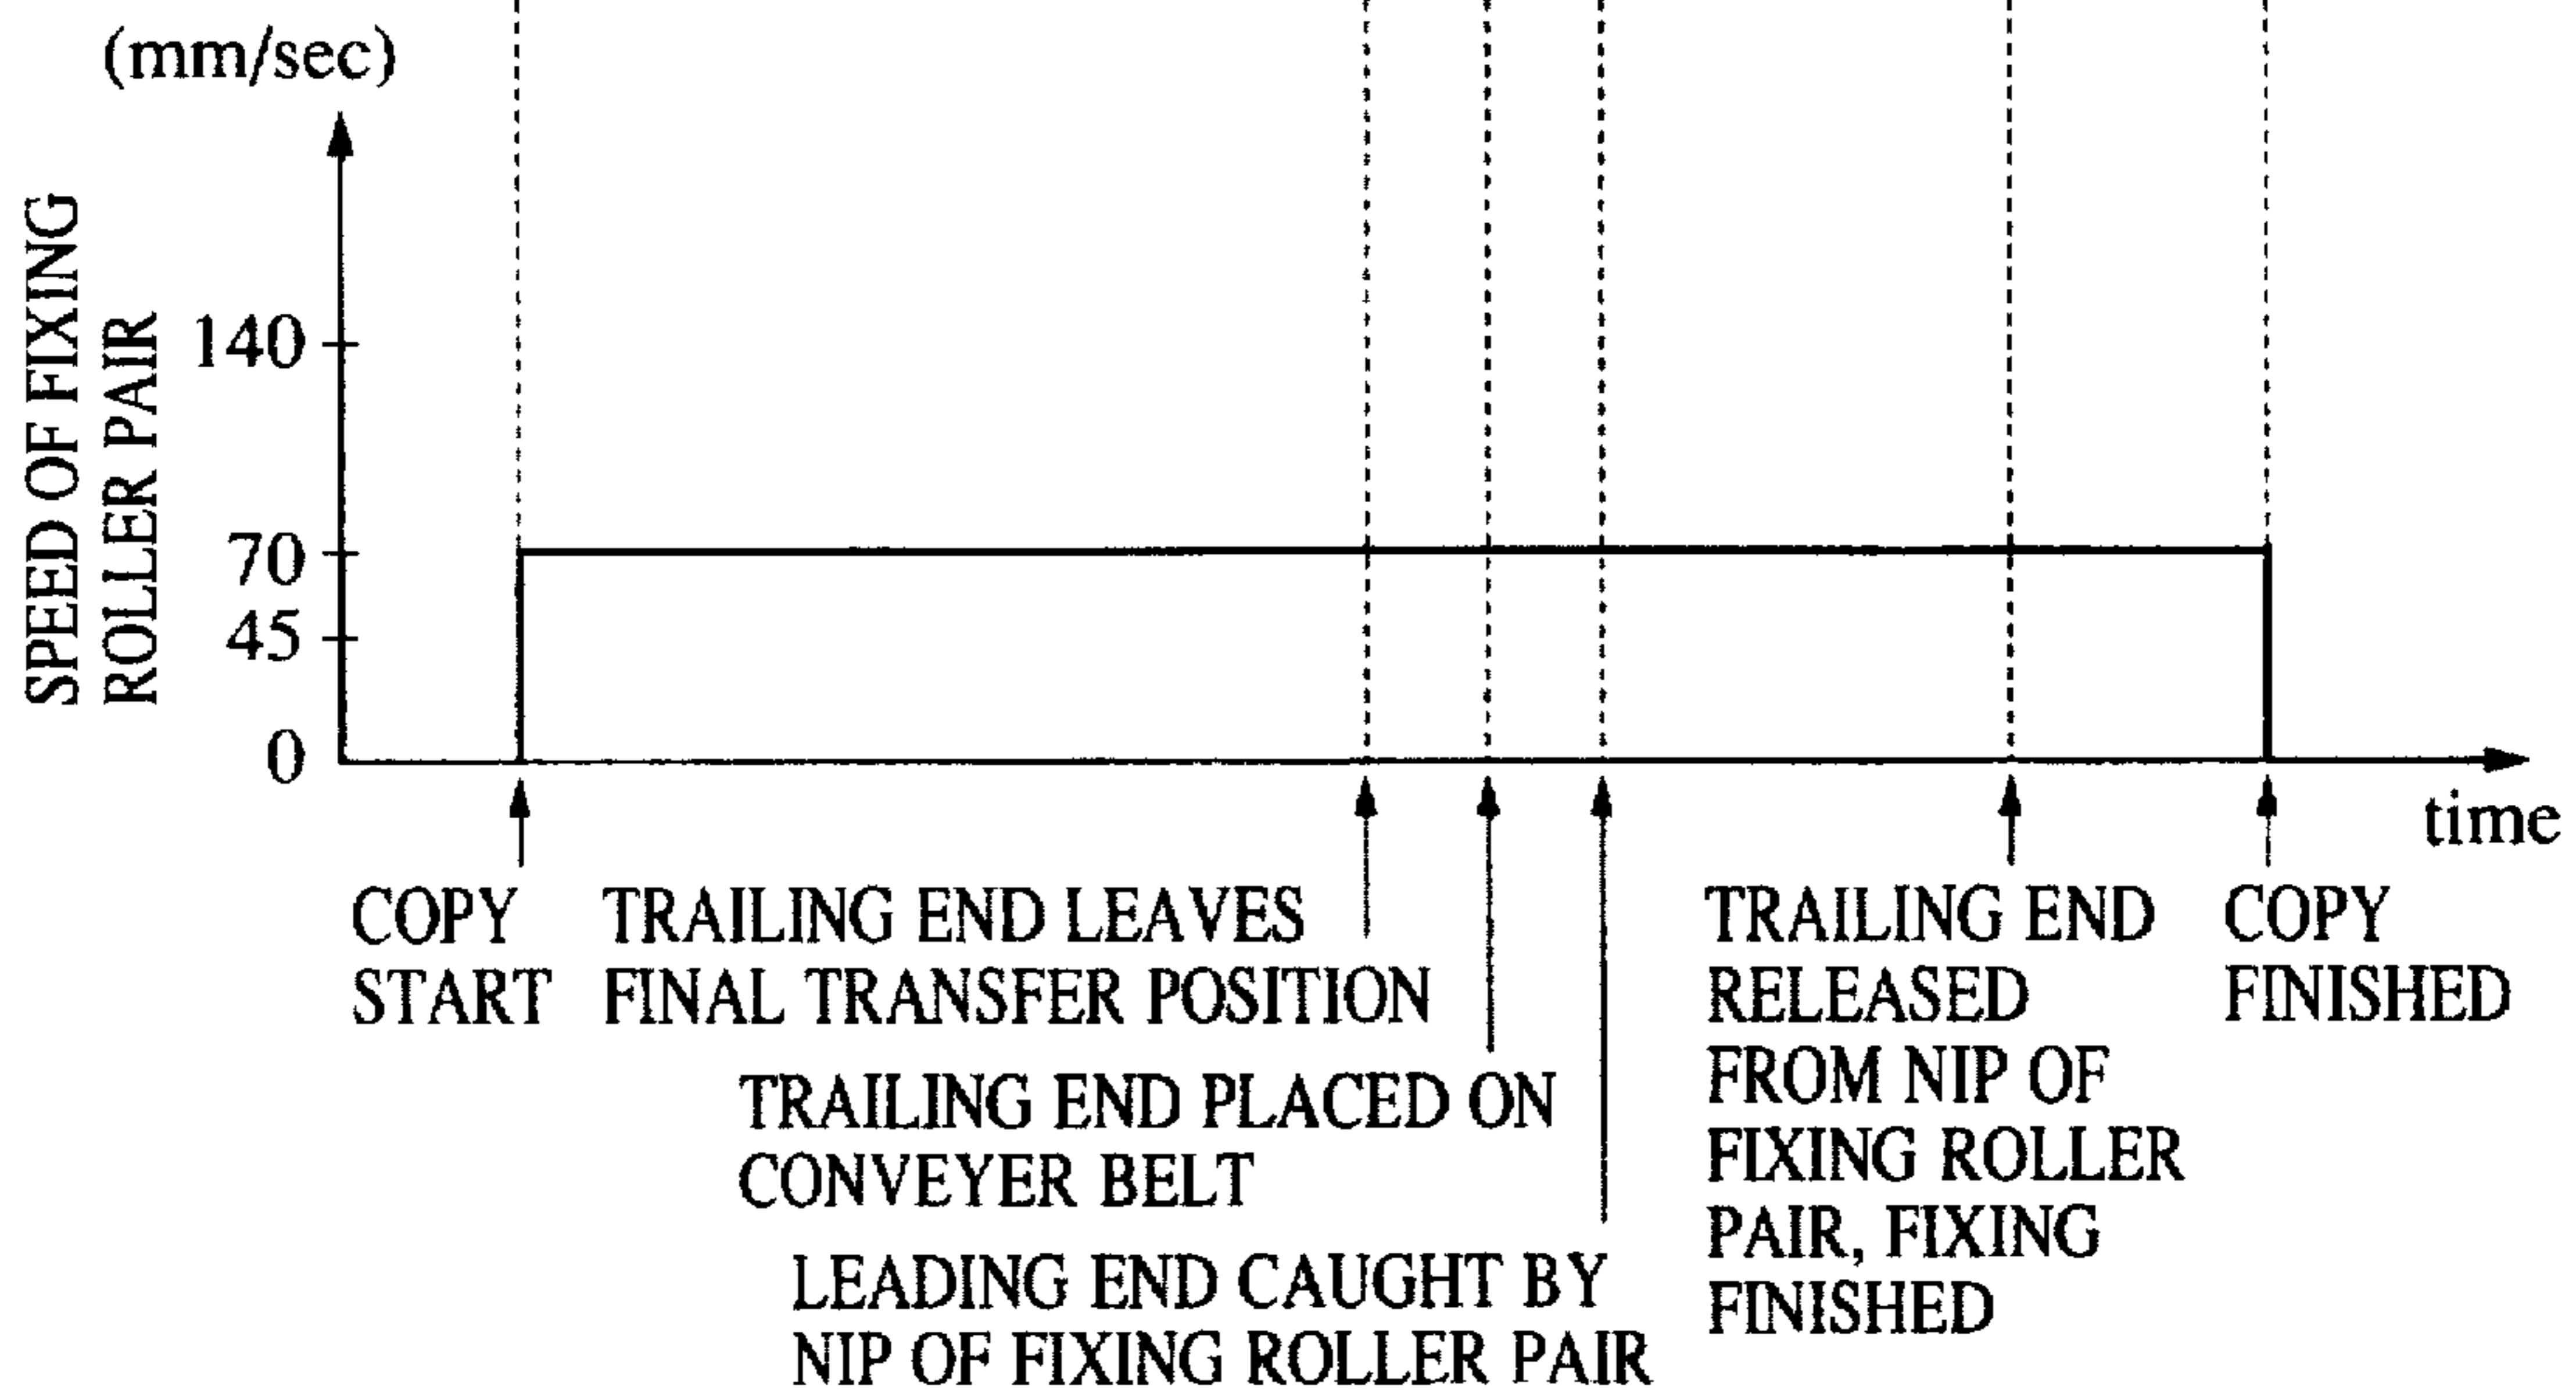 (mm/sec)
SPEED OF FIXING
ROLLER PAIR
140
70
45
0
time
COPY
START
TRAILING END LEAVES
FINAL TRANSFER POSITION
TRAILING END PLACED ON
CONVEYER BELT
LEADING END CAUGHT BY
NIP OF FIXING ROLLER PAIR
TRAILING END
RELEASED
FROM NIP OF
FIXING ROLLER
PAIR, FIXING
FINISHED
COPY
FINISHED